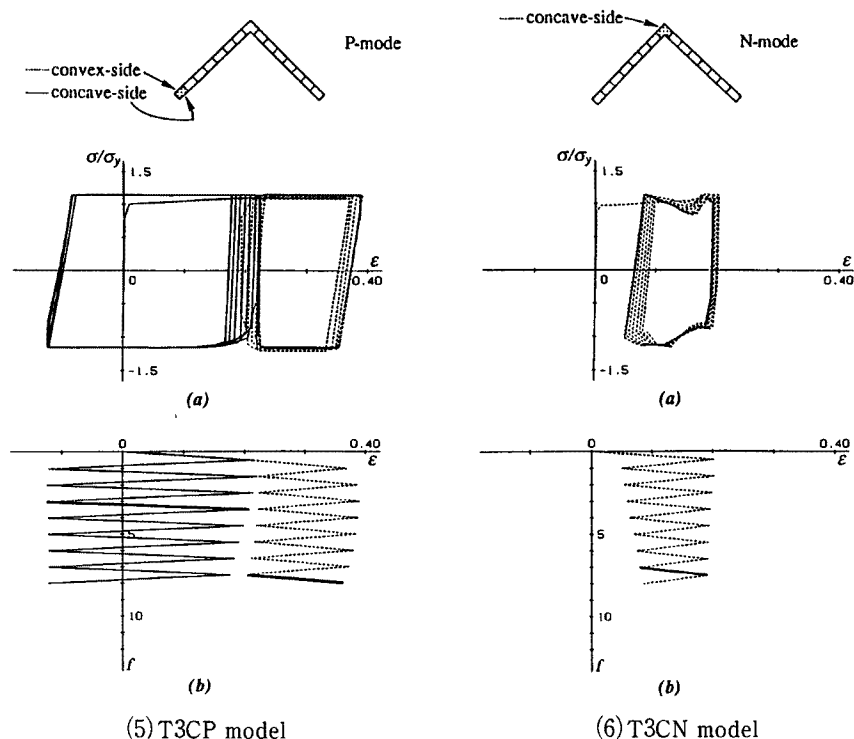 P-mode
convex-side
concave-side
σ/σy
1.5
ε
0
0.40
-1.5
(a)
0
0.40
ε
5
10
f
(b)
(5) T3CP model
concave-side
N-mode
σ/σy
1.5
ε
0
0.40
-1.5
(a)
0
0.40
ε
5
10
f
(b)
(6) T3CN model